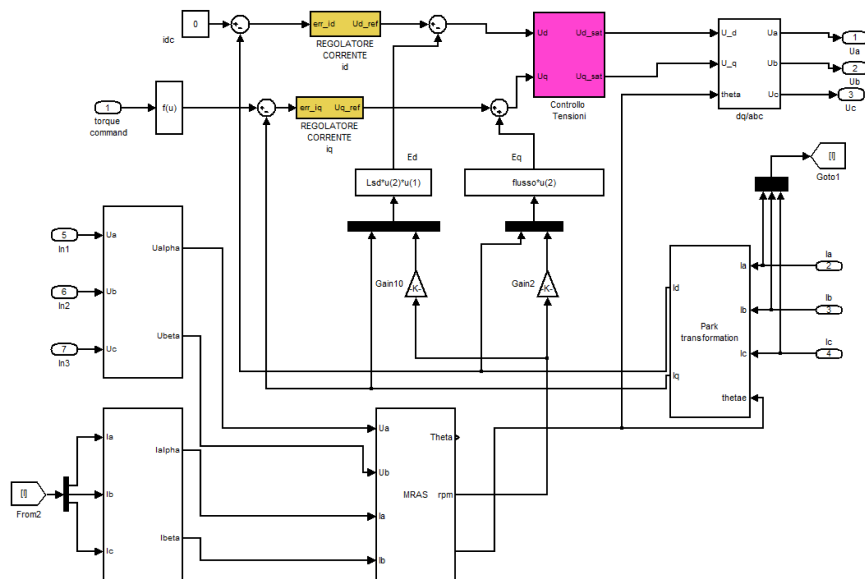 0
idc
err_id
Ud_ref
REGOLATORE
CORRENTE
id
1
torque
command
f(u)
err_iq
Uq_ref
REGOLATORE
CORRENTE
iq
Ud
Ud_sat
Uq
Uq_sat
Controllo
Tensioni
U_d
Ua
U_q
Ub
theta
Uc
dq/abc
1
Ua
2
Ub
3
Uc
Ed
Lsd*u(2)*u(1)
Eq
flusso*u(2)
[I]
Goto1
Gain10
-K-
Gain2
-K-
5
In1
6
In2
7
In3
Ua
Ualpha
Ub
Ubeta
Uc
Id
Ia
Ib
Park
transformation
Ic
Iq
thetae
Ia
2
Ib
3
Ic
4
[I]
From2
Ia
Ialpha
Ib
Ibeta
Ic
Ua
Theta
Ub
MRAS
rpm
Ia
Ib